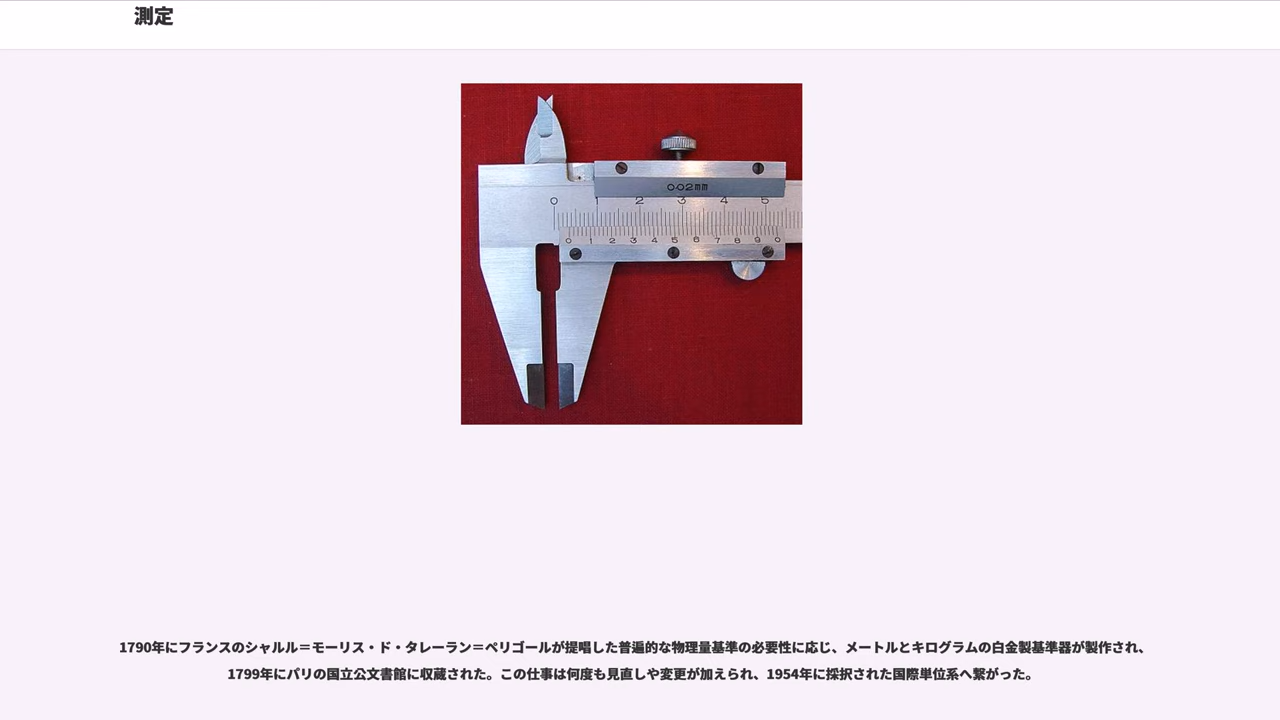 測定
0.02mm
0 1 2 3 4 5
0 1 2 3 4 5 6 7 8 9 0
1790年にフランスのシャルル＝モーリス・ド・タレーラン＝ペリゴールが提唱した普遍的な物理量基準の必要性に応じ、メートルとキログラムの白金製基準器が製作され、
1799年にパリの国立公文書館に収蔵された。この仕事は何度も見直しや変更が加えられ、1954年に採択された国際単位系へ繋がった。